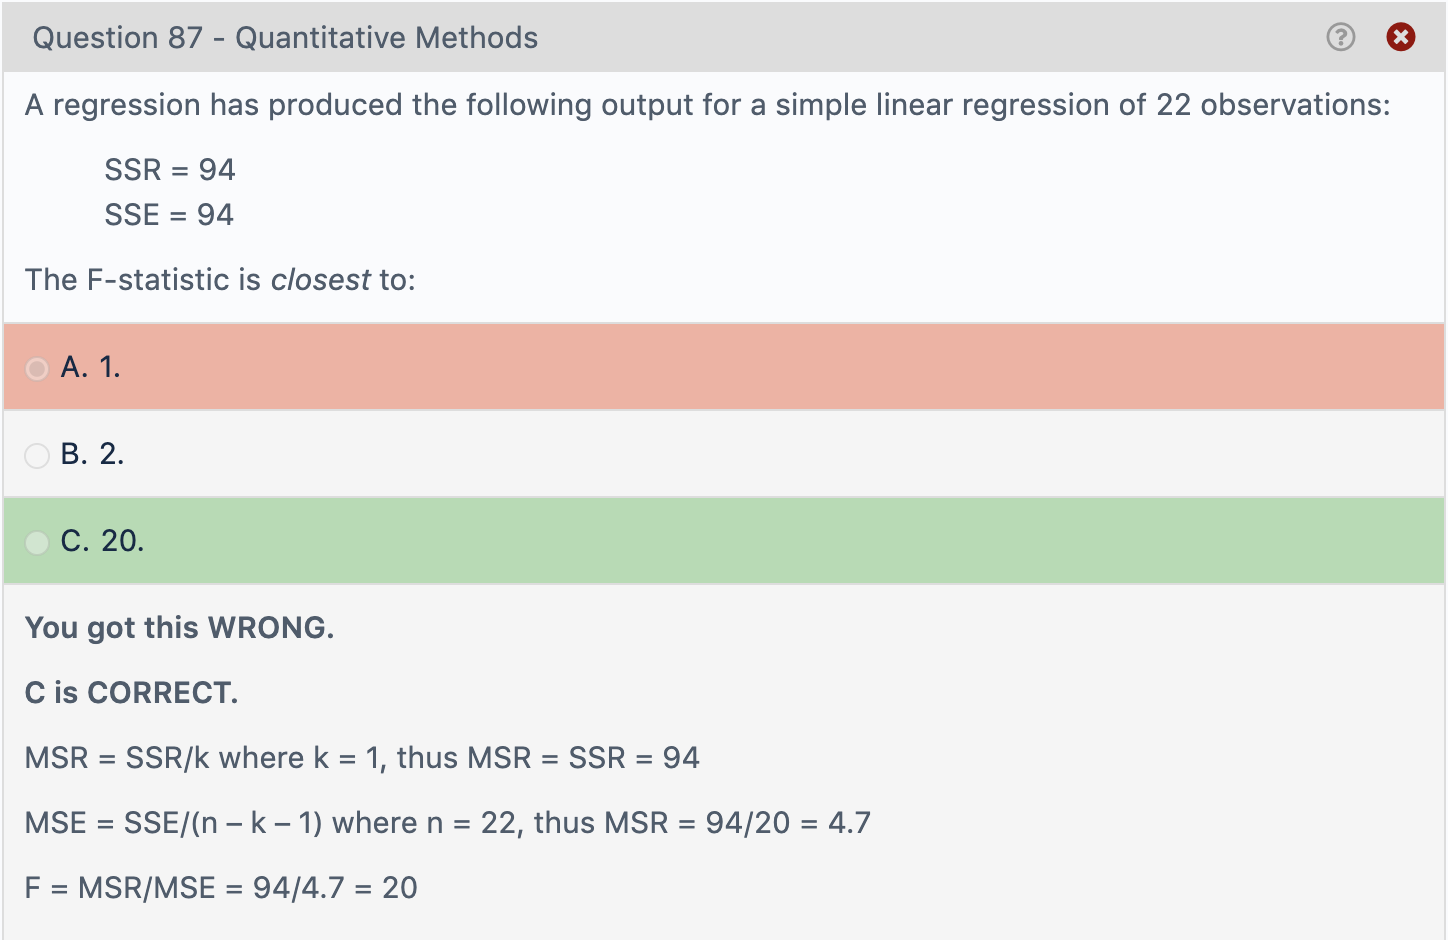 Question 87 - Quantitative Methods
A regression has produced the following output for a simple linear regression of 22 observations:
SSR = 94
SSE = 94
The F-statistic is closest to:
A. 1.
B. 2.
C. 20.
You got this WRONG.
C is CORRECT.
MSR = SSR/k where k = 1, thus MSR = SSR = 94
MSE = SSE/(n – k – 1) where n = 22, thus MSR = 94/20 = 4.7
F = MSR/MSE = 94/4.7 = 20